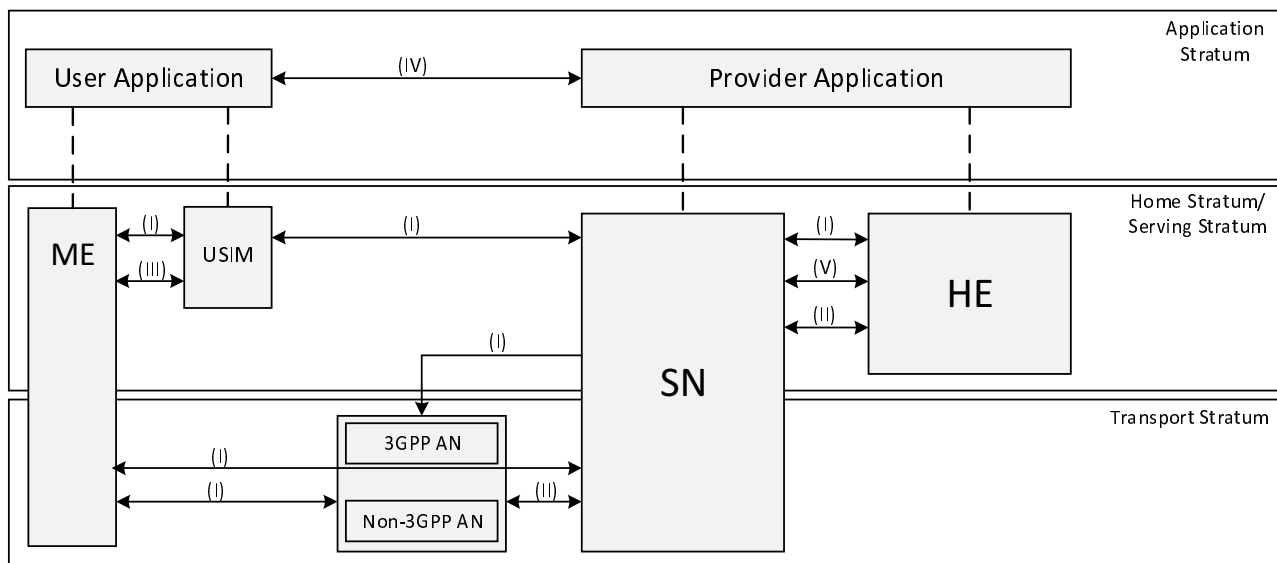 Application
Stratum
User Application
(IV)
Provider Application
Home Stratum/
Serving Stratum
ME
(I)
(III)
USIM
(I)
SN
(I)
(V)
(II)
HE
(I)
Transport Stratum
3GPP AN
(I)
(I)
Non-3GPP AN
(II)